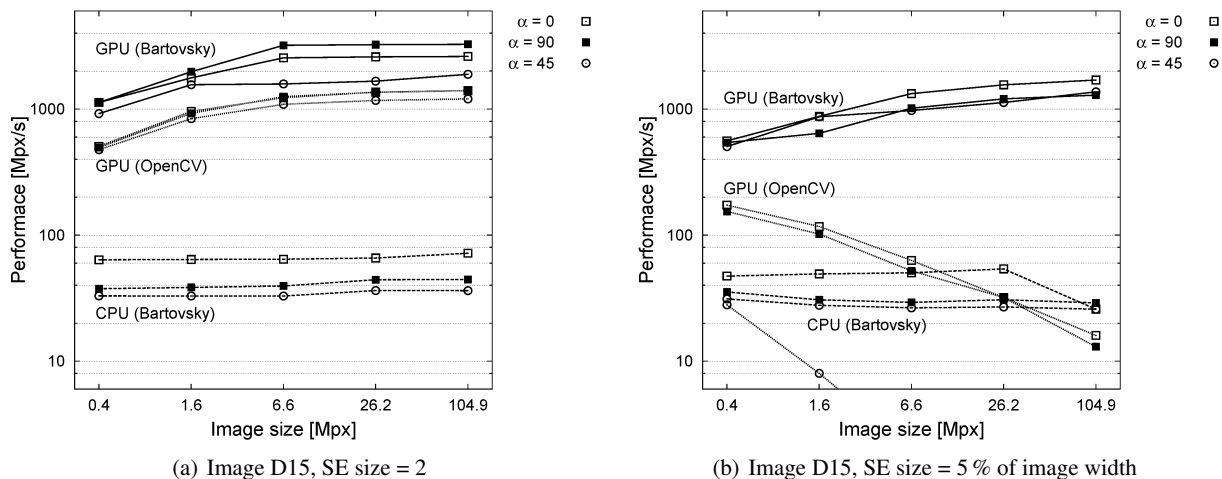 Performace [Mpx/s]
1000
100
10
GPU (Bartovsky)
GPU (OpenCV)
CPU (Bartovsky)
0.4 1.6 6.6 26.2 104.9
Image size [Mpx]
α = 0
α = 90
α = 45
(a) Image D15, SE size = 2
Performace [Mpx/s]
1000
100
10
GPU (Bartovsky)
GPU (OpenCV)
CPU (Bartovsky)
0.4 1.6 6.6 26.2 104.9
Image size [Mpx]
α = 0
α = 90
α = 45
(b) Image D15, SE size = 5 % of image width